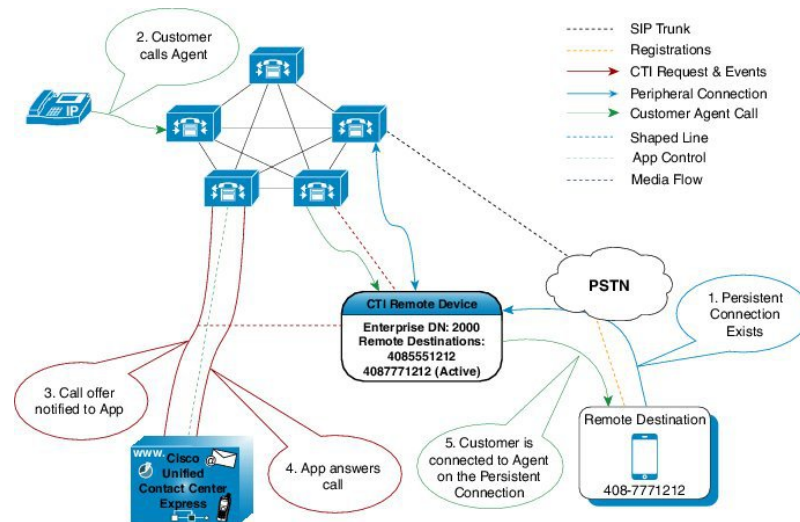 2. Customer
calls Agent
IP
SIP Trunk
Registrations
CTI Request & Events
Peripheral Connection
Customer Agent Call
Shaped Line
App Control
Media Flow
PSTN
1. Persistent
Connection
Exists
CTI Remote Device
Enterprise DN: 2000
Remote Destinations:
4085551212
4087771212 (Active)
3. Call offer
notified to App
4. App answers
call
5. Customer is
connected to Agent
on the Persistent
Connection
Remote Destination
408-7771212
www.
Cisco
Unified
Contact Center
Express